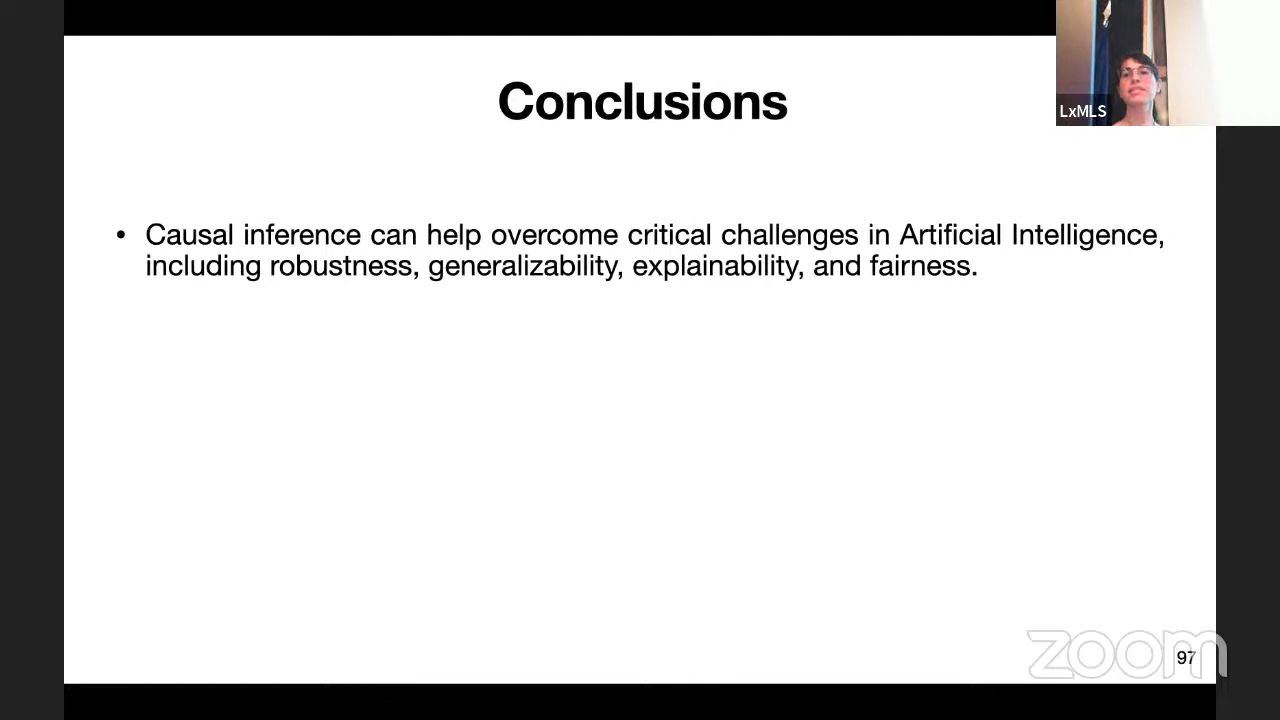 Conclusions
LxMLS
• Causal inference can help overcome critical challenges in Artificial Intelligence,
including robustness, generalizability, explainability, and fairness.
zoom
97